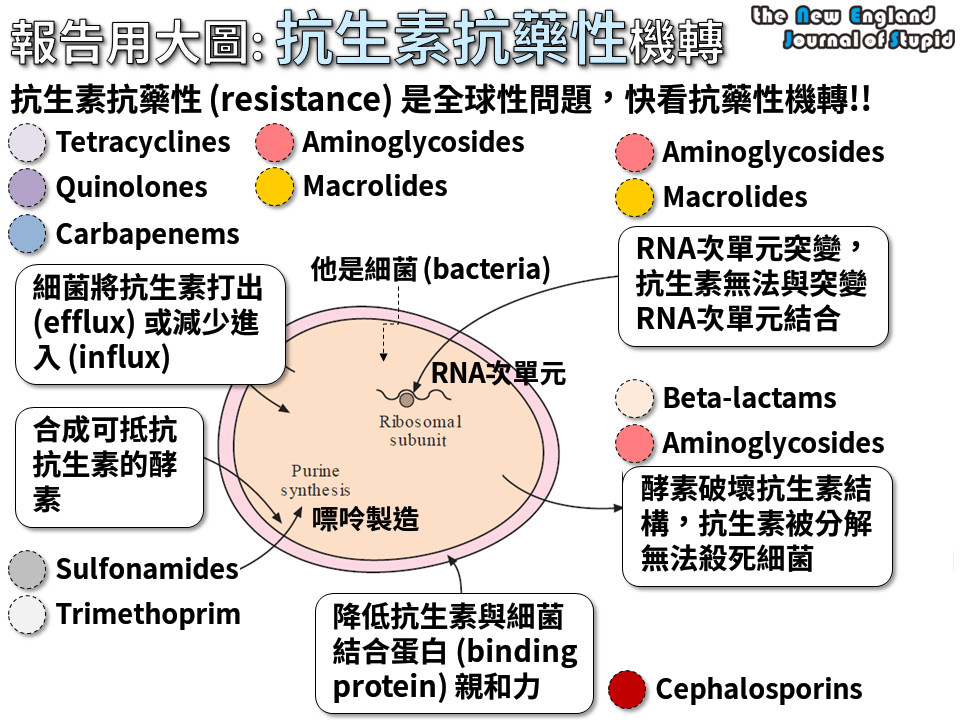 報告用大圖: 抗生素抗藥性機轉
the New England
Journal of Stupid
抗生素抗藥性 (resistance) 是全球性問題，快看抗藥性機轉!!
Tetracyclines
Quinolones
Carbapenems
Aminoglycosides
Macrolides
Aminoglycosides
Macrolides
細菌將抗生素打出
(efflux) 或減少進
入 (influx)
他是細菌 (bacteria)
RNA次單元突變，
抗生素無法與突變
RNA次單元結合
RNA次單元
Ribosomal
subunit
合成可抵抗
抗生素的酵
素
Purine
synthesis
嘌呤製造
Beta-lactams
Aminoglycosides
酵素破壞抗生素結
構，抗生素被分解
無法殺死細菌
Sulfonamides
Trimethoprim
降低抗生素與細菌
結合蛋白 (binding
protein) 親和力
Cephalosporins